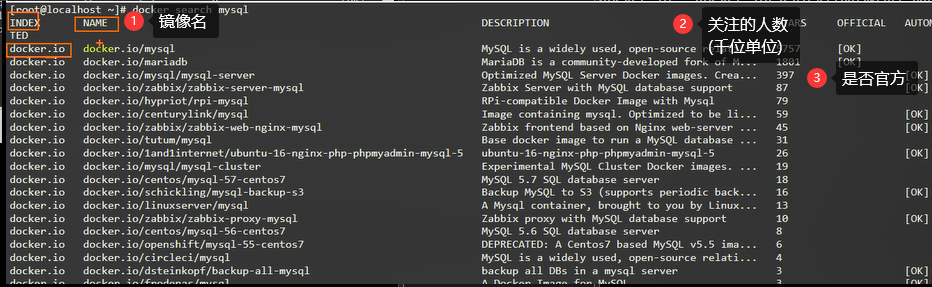 [root@localhost ~]# docker search mysql
INDEX NAME DESCRIPTION ARS OFFICIAL AUTOM
TED
1 镜像名
2 关注的人数
(千位单位)
3 是否官方
docker.io docker.io/mysql MySQL is a widely used, open-source 757 [OK]
docker.io docker.io/mariadb MariaDB is a community-developed fork of M... 1801 [OK]
docker.io docker.io/mysql/mysql-server Optimized MySQL Server Docker images. Crea... 397 [OK]
docker.io docker.io/zabbix/zabbix-server-mysql Zabbix Server with MySQL database support 87 [OK]
docker.io docker.io/hypriot/rpi-mysql RPi-compatible Docker Image with Mysql 79
docker.io docker.io/centurylink/mysql Image containing mysql. Optimized to be li... 59 [OK]
docker.io docker.io/zabbix/zabbix-web-nginx-mysql Zabbix frontend based on Nginx web-server ... 45 [OK]
docker.io docker.io/tutum/mysql Base docker image to run a MySQL database ... 31
docker.io docker.io/1and1internet/ubuntu-16-nginx-php-phpmyadmin-mysql-5 ubuntu-16-nginx-php-phpmyadmin-mysql-5 26 [OK]
docker.io docker.io/mysql/mysql-cluster Experimental MySQL Cluster Docker images. ... 19
docker.io docker.io/centos/mysql-57-centos7 MySQL 5.7 SQL database server 18
docker.io docker.io/schickling/mysql-backup-s3 Backup MySQL to S3 (supports periodic back... 16 [OK]
docker.io docker.io/linuxserver/mysql A Mysql container, brought to you by Linux... 13
docker.io docker.io/zabbix/zabbix-proxy-mysql Zabbix proxy with MySQL database support 10 [OK]
docker.io docker.io/centos/mysql-56-centos7 MySQL 5.6 SQL database server 8
docker.io docker.io/openshift/mysql-55-centos7 DEPRECATED: A Centos7 based MySQL v5.5 ima... 6
docker.io docker.io/circleci/mysql MySQL is a widely used, open-source relati... 4
docker.io docker.io/dsteinkopf/backup-all-mysql backup all DBs in a mysql server 3 [OK]
docker.io docker.io/frodenas/mysql A Docker Image for MySQL 3 [OK]